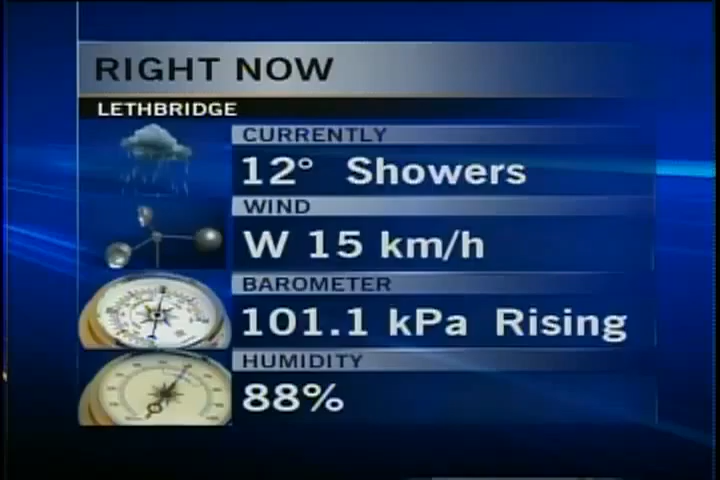 RIGHT NOW
LETHBRIDGE
CURRENTLY
12° Showers
WIND
W 15 km/h
BAROMETER
101.1 kPa Rising
HUMIDITY
88%